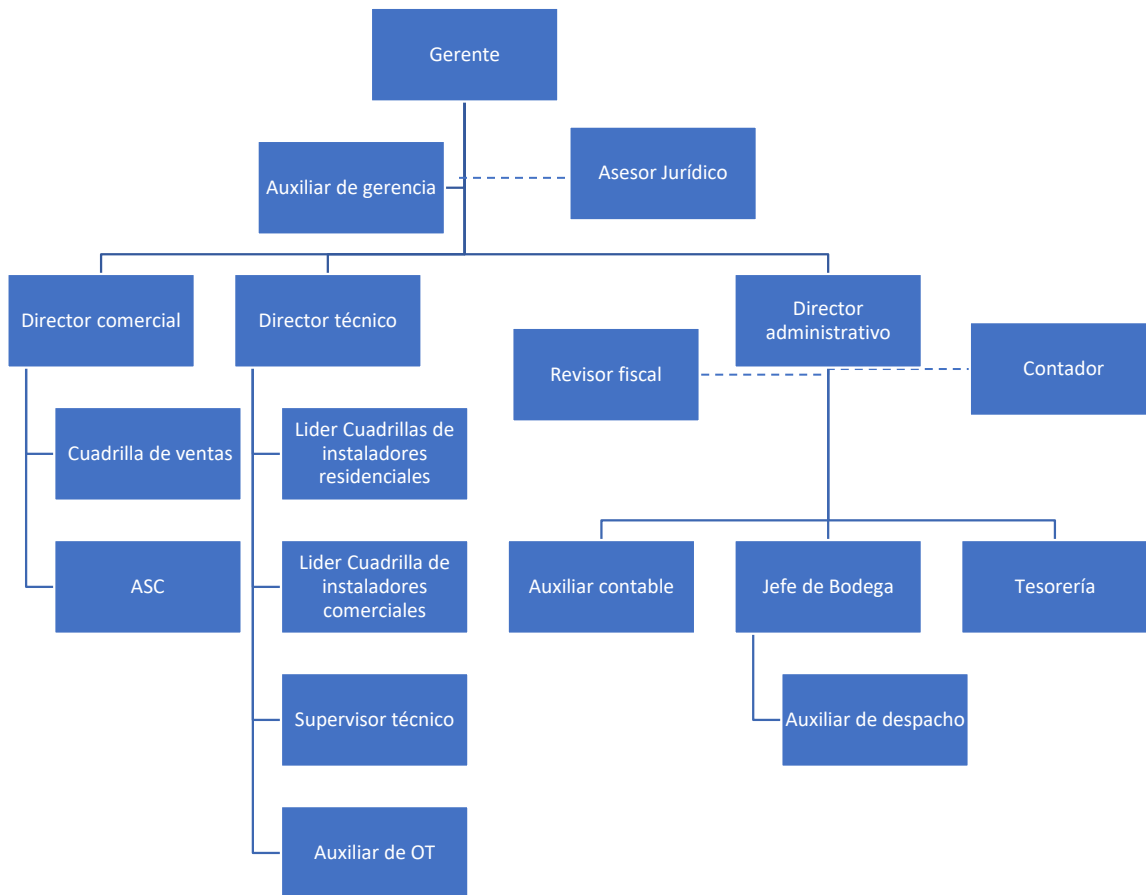 Gerente
Auxiliar de gerencia
Asesor Jurídico
Director comercial
Director técnico
Director
administrativo
Revisor fiscal
Contador
Cuadrilla de ventas
Lider Cuadrillas de
instaladores
residenciales
ASC
Lider Cuadrilla de
instaladores
comerciales
Auxiliar contable
Jefe de Bodega
Tesorería
Supervisor técnico
Auxiliar de despacho
Auxiliar de OT